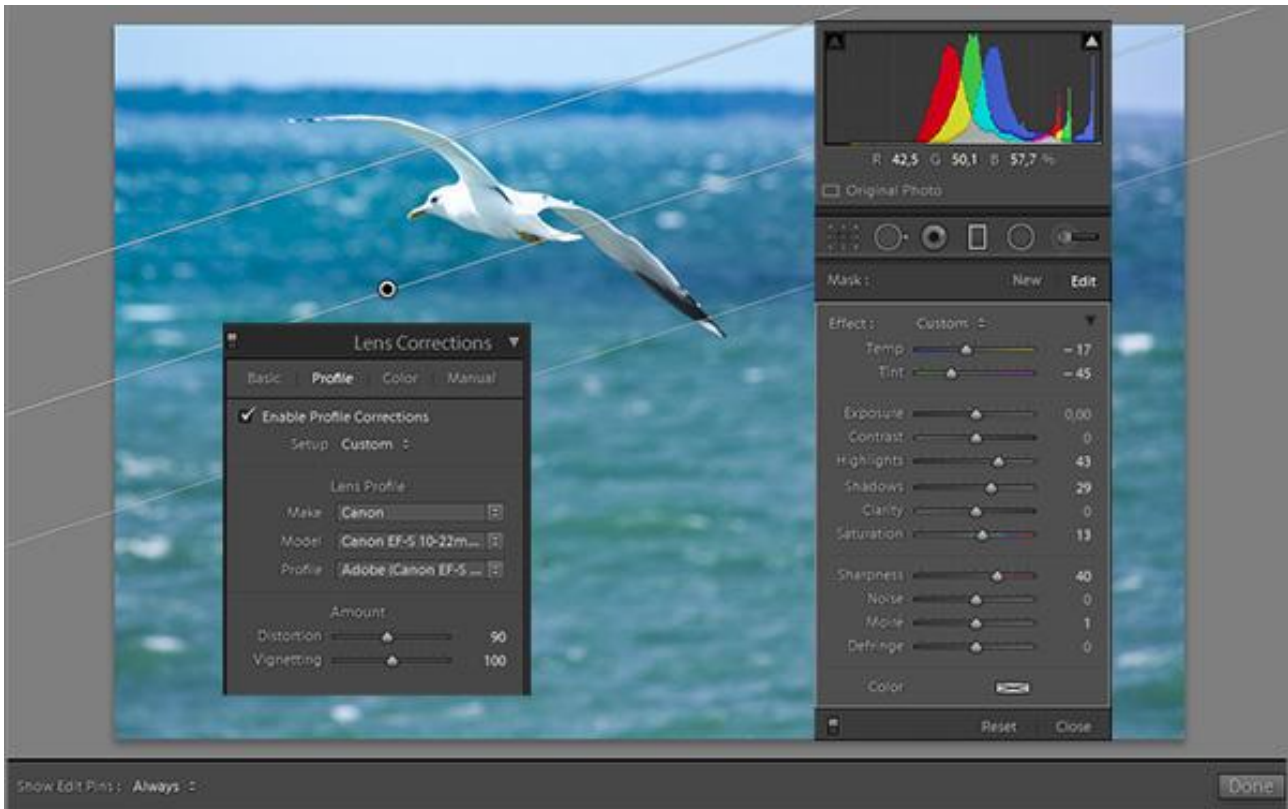 R 42,5 G 50,1 B 57,7 %
Original Photo
Mask : New Edit
Effect : Custom
Temp - 17
Tint - 45
Exposure 0,00
Contrast 0
Highlights 43
Shadows 29
Clarity 0
Saturation 13
Sharpness 40
Noise 0
Moire 1
Defringe 0
Color
Reset Close
Lens Corrections
Basic Profile Color Manual
Enable Profile Corrections
Setup Custom
Lens Profile
Make Canon
Model Canon EF-S 10-22m...
Profile Adobe (Canon EF-S ...
Amount
Distortion 90
Vignetting 100
Show Edit Pins : Always
Done